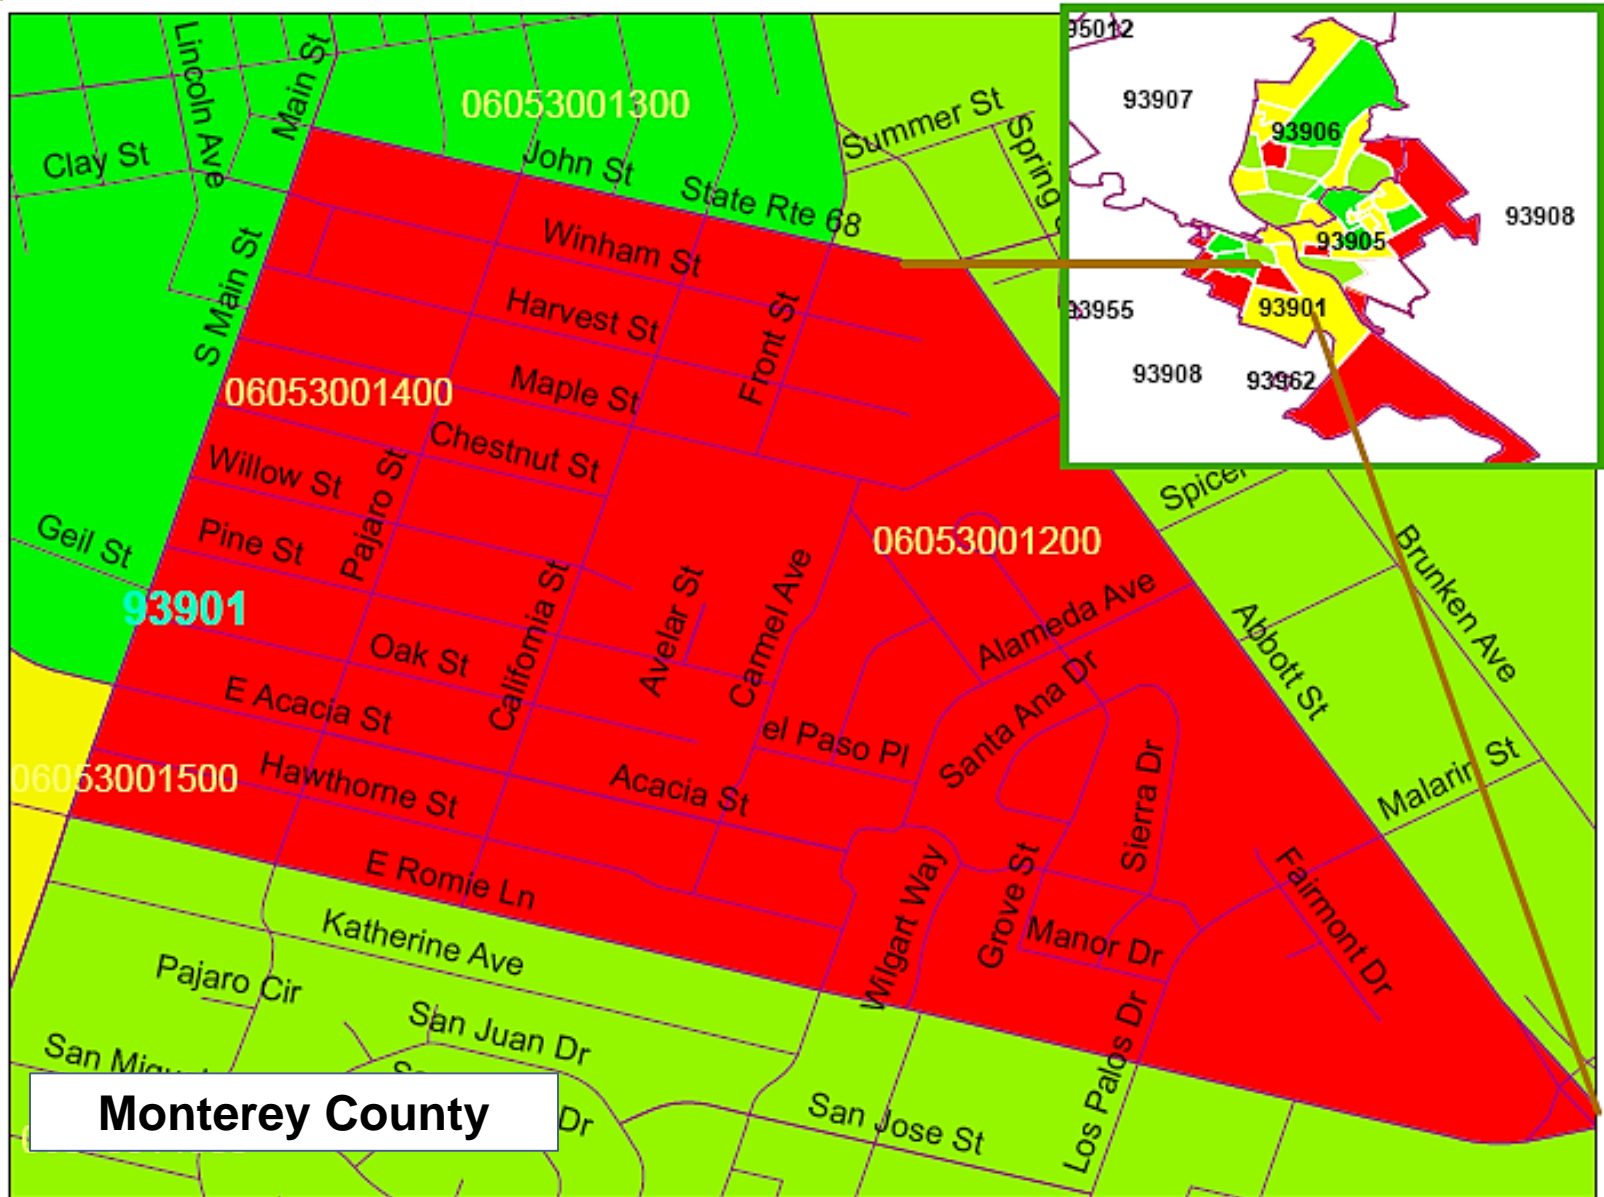 Lincoln Ave
Main St
06053001300
95012
93907
93906
Clay St
John St
Summer St
Spring
State Rte 68
93908
S Main St
Winham St
93905
Harvest St
Front St
93955
93901
93908
93962
06053001400
Maple St
Chestnut St
Willow St
Pajaro St
Spicer
Geil St
Pine St
06053001200
Brunken Ave
93901
California St
Avelar St
Carmel Ave
Alameda Ave
Abbott St
Oak St
Santa Ana Dr
E Acacia St
el Paso Pl
06053001500
Hawthorne St
Acacia St
Sierra Dr
Malarin St
E Romie Ln
Wilgart Way
Grove St
Fairmont Dr
Katherine Ave
Manor Dr
Pajaro Cir
San Juan Dr
Los Palos Dr
San
Dr
San Jose St
Monterey County